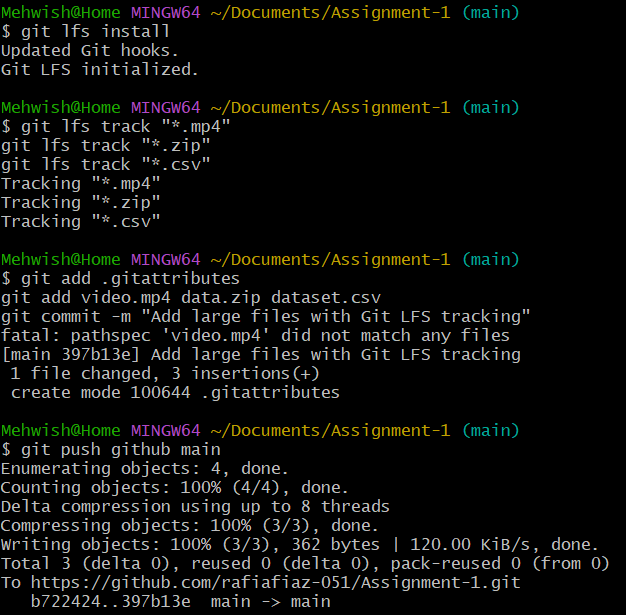 Mehwish@Home MINGW64 ~/Documents/Assignment-1 (main)
$ git lfs install
Updated Git hooks.
Git LFS initialized.

Mehwish@Home MINGW64 ~/Documents/Assignment-1 (main)
$ git lfs track "*.mp4"
git lfs track "*.zip"
git lfs track "*.csv"
Tracking "*.mp4"
Tracking "*.zip"
Tracking "*.csv"

Mehwish@Home MINGW64 ~/Documents/Assignment-1 (main)
$ git add .gitattributes
git add video.mp4 data.zip dataset.csv
git commit -m "Add large files with Git LFS tracking"
fatal: pathspec 'video.mp4' did not match any files
[main 397b13e] Add large files with Git LFS tracking
 1 file changed, 3 insertions(+)
 create mode 100644 .gitattributes

Mehwish@Home MINGW64 ~/Documents/Assignment-1 (main)
$ git push github main
Enumerating objects: 4, done.
Counting objects: 100% (4/4), done.
Delta compression using up to 8 threads
Compressing objects: 100% (3/3), done.
Writing objects: 100% (3/3), 362 bytes | 120.00 KiB/s, done.
Total 3 (delta 0), reused 0 (delta 0), pack-reused 0 (from 0)
To https://github.com/rafiafiaz-051/Assignment-1.git
   b722424..397b13e  main -> main